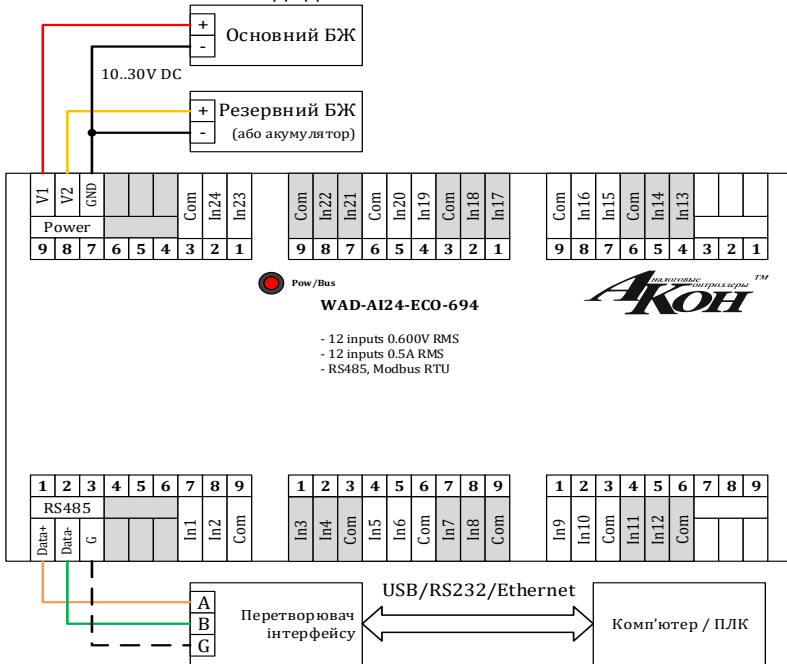 +
Основний БЖ
-
10..30V DC
+
Резервний БЖ
-
(або акумулятор)
V1 V2 GND Com In24 In23
Power
9 8 7 6 5 4 3 2 1
Com In22 In21 Com In20 In19 Com In18 In17
9 8 7 6 5 4 3 2 1
Com In16 In15 Com In14 In13
9 8 7 6 5 4 3 2 1
Pow/Bus
WAD-AI24-ECO-694
АКОН
налоговые онтроллеры
TM
- 12 inputs 0.600V RMS
- 12 inputs 0.5A RMS
- RS485, Modbus RTU
1 2 3 4 5 6 7 8 9
RS485
Data+ Data- G In1 In2 Com
1 2 3 4 5 6 7 8 9
In3 In4 Com In5 In6 Com In7 In8 Com
1 2 3 4 5 6 7 8 9
In9 In10 Com In11 In12 Com
A
B
G
Перетворювач
інтерфейсу
USB/RS232/Ethernet
Комп'ютер / ПЛК